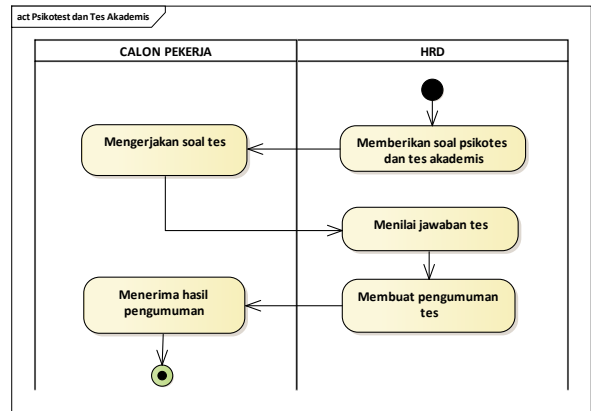 act Psikotest dan Tes Akademis
CALON PEKERJA
HRD
Memberikan soal psikotes
dan tes akademis
Mengerjakan soal tes
Menilai jawaban tes
Membuat pengumuman
tes
Menerima hasil
pengumuman